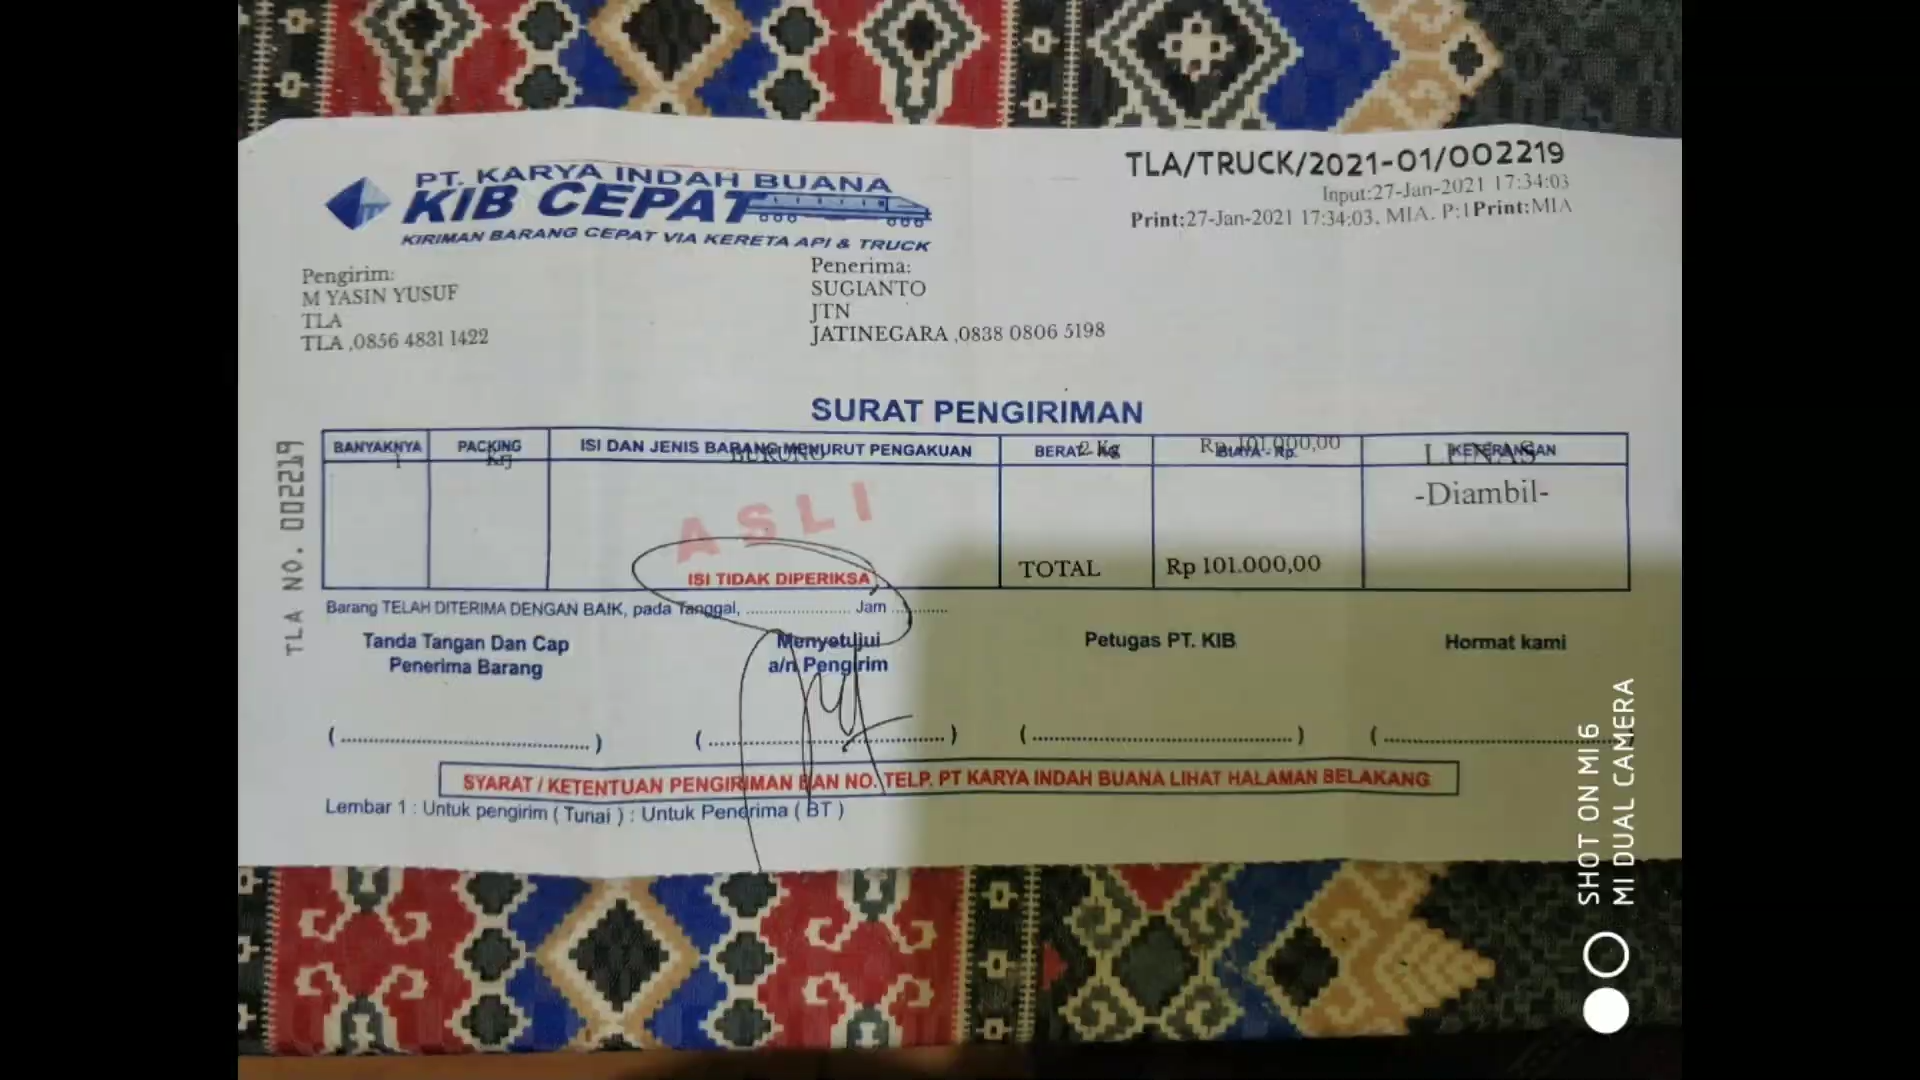 PT. KARYA INDAH BUANA
KIB CEPAT
KIRIMAN BARANG CEPAT VIA KERETA API & TRUCK
TLA/TRUCK/2021-01/002219
Input:27-Jan-2021 17:34:03
Print:27-Jan-2021 17:34:03, MIA. P:1Print:MIA
Pengirim:
M YASIN YUSUF
TLA
TLA ,0856 4831 1422
Penerima:
SUGIANTO
JTN
JATINEGARA ,0838 0806 5198
SURAT PENGIRIMAN
TLA NO. 002219
BANYAKNYA PACKING ISI DAN JENIS BARANG MENURUT PENGAKUAN BERAT - Kg BIAYA - Rp. KETERANGAN
1 Krj BURUNG 2 Kg Rp 101.000,00 LUNAS
-Diambil-
ASLI
ISI TIDAK DIPERIKSA
TOTAL Rp 101.000,00
Barang TELAH DITERIMA DENGAN BAIK, pada Tanggal, ........................ Jam .............
Tanda Tangan Dan Cap
Penerima Barang
Menyetujui
a/n Pengirim
Petugas PT. KIB
Hormat kami
SYARAT / KETENTUAN PENGIRIMAN DAN NO. TELP. PT KARYA INDAH BUANA LIHAT HALAMAN BELAKANG
Lembar 1 : Untuk pengirim ( Tunai ) : Untuk Penerima ( BT )
SHOT ON MI 6
MI DUAL CAMERA